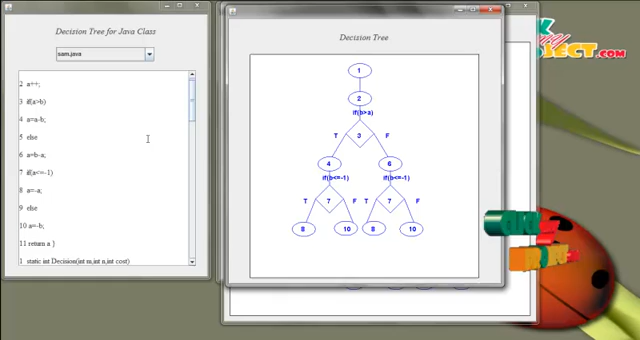 Decision Tree for Java Class
sam.java
2 a++;
3 if(a>b)
4 a=a-b;
5 else
6 a=b-a;
7 if(a<=-1)
8 a=-a;
9 else
10 a=-b;
11 return a }
1 static int Decision(int m,int n,int cost)
Decision Tree
1
2
if(b>a)
T 3 F
4 6
if(b<=-1) if(b<=-1)
T 7 F T 7 F
8 10 8 10